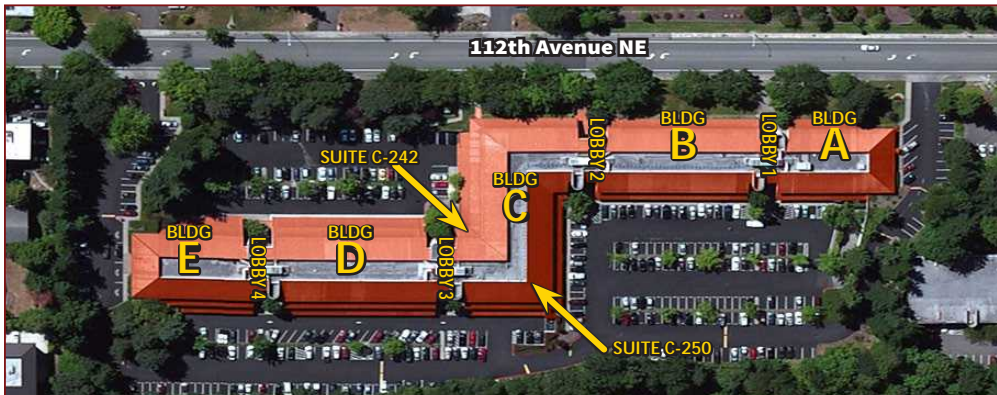 112th Avenue NE
BLDG
A
LOBBY 1
BLDG
B
LOBBY 2
BLDG
C
SUITE C-242
LOBBY 3
BLDG
D
LOBBY 4
BLDG
E
SUITE C-250